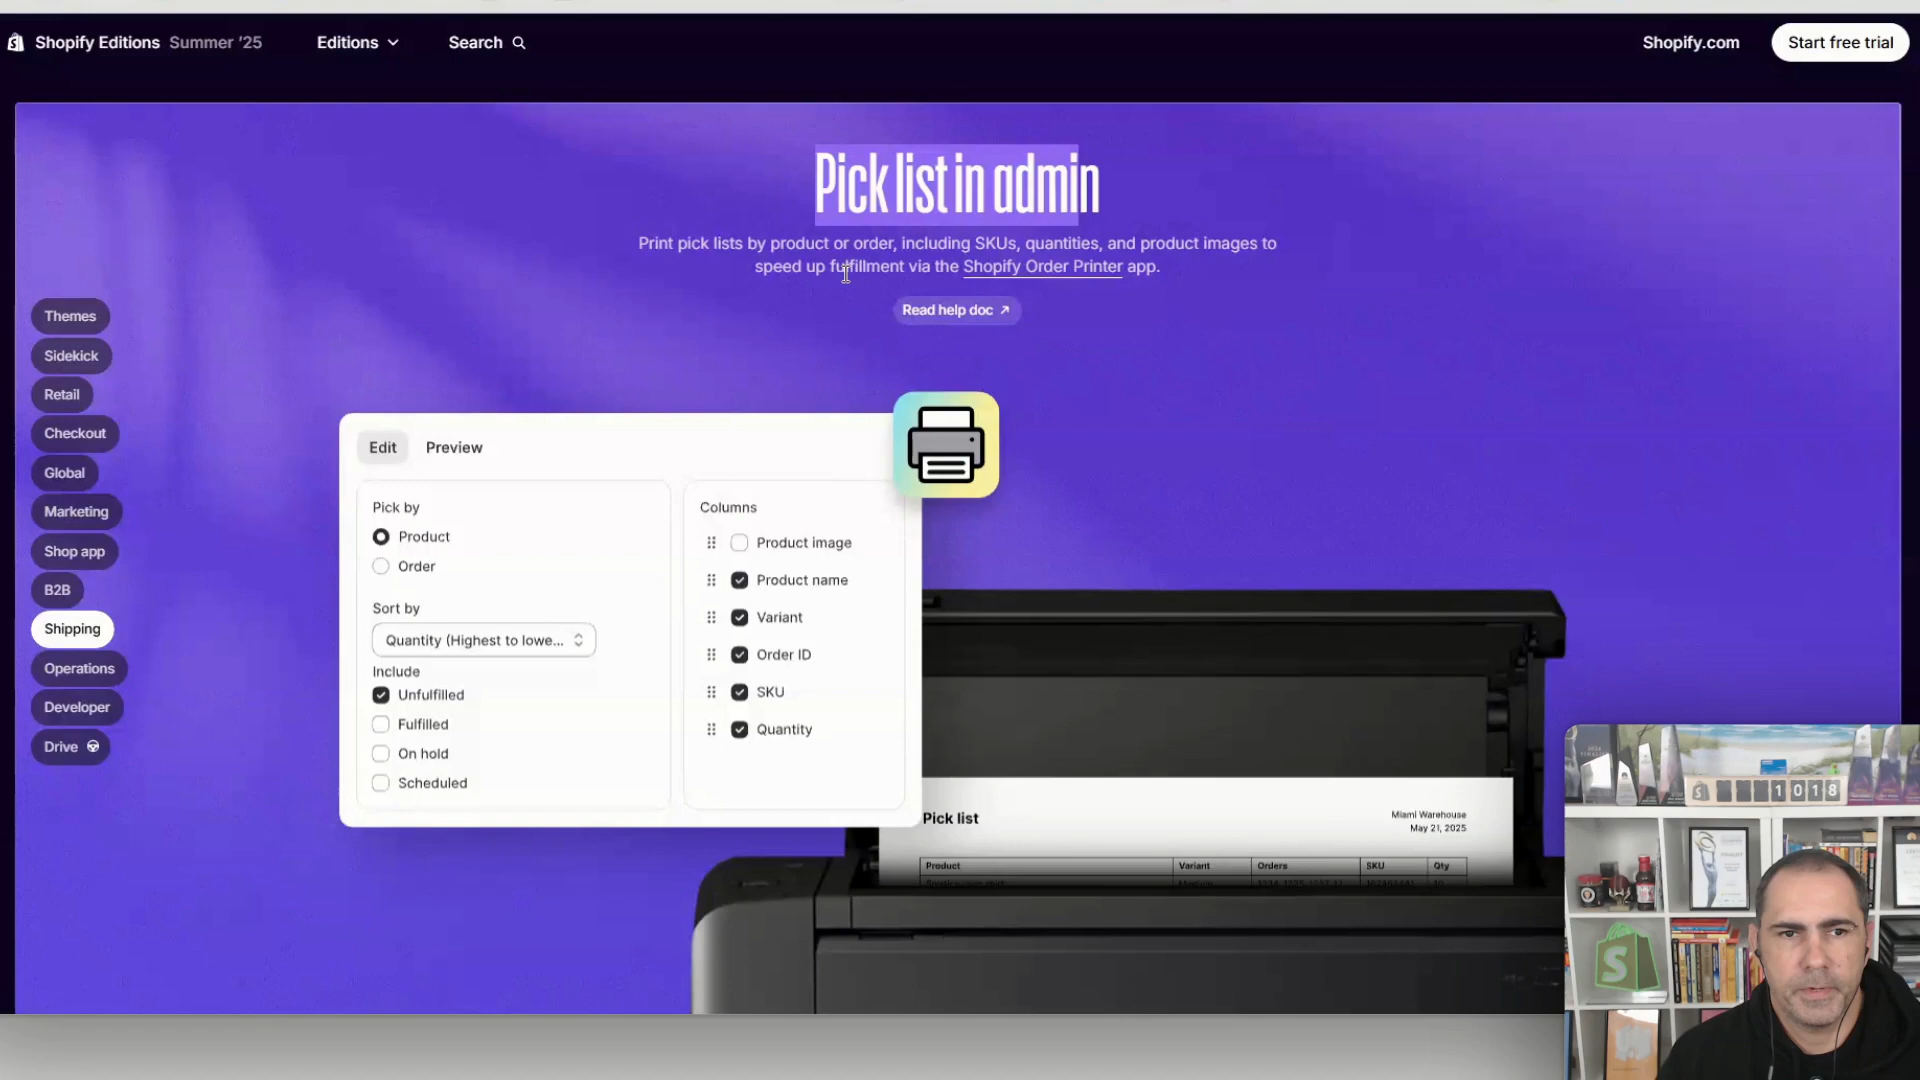 Shopify Editions Summer '25
Editions
Search
Shopify.com
Start free trial
Pick list in admin
Print pick lists by product or order, including SKUs, quantities, and product images to
speed up fulfillment via the Shopify Order Printer app.
Read help doc ↗
Themes
Sidekick
Retail
Checkout
Global
Marketing
Shop app
B2B
Shipping
Operations
Developer
Drive
Edit
Preview
Pick by
Product
Order
Sort by
Quantity (Highest to lowe...
Include
Unfulfilled
Fulfilled
On hold
Scheduled
Columns
Product image
Product name
Variant
Order ID
SKU
Quantity
Pick list
Miami Warehouse
May 21, 2025
Product Variant Orders SKU Qty
1018